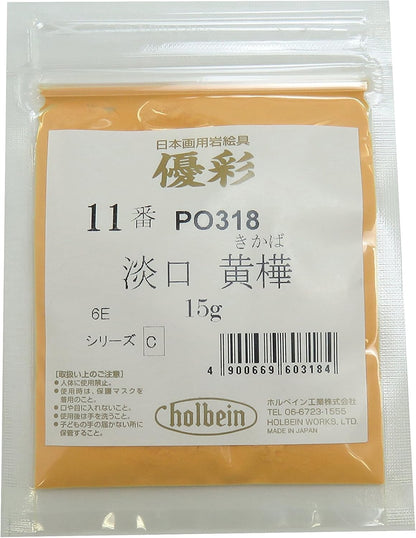 日本画用岩絵具
優彩
11番 PO318
きかば
淡口 黄樺
6E 15g
シリーズ C
4 900669 603184
【取扱い上のご注意】
●人体に使用禁止。
●使用時は、保護マスクを
着用のこと。
●口や目に入れないこと。
●使用後は手を洗うこと。
●子どもの手の届かない所に
保管すること。
holbein
ホルベイン工業株式会社
TEL 06-6723-1555
HOLBEIN WORKS, LTD.
MADE IN JAPAN